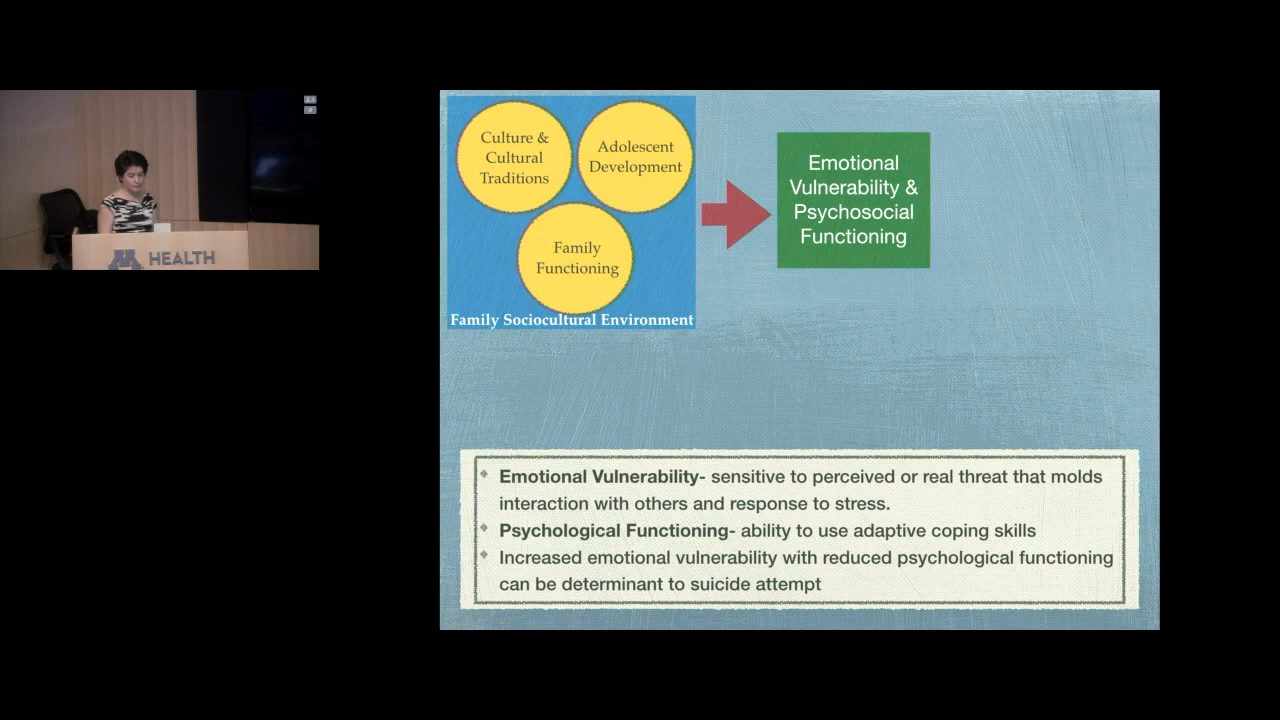 HEALTH
Culture &
Cultural
Traditions
Adolescent
Development
Family
Functioning
Family Sociocultural Environment
Emotional
Vulnerability &
Psychosocial
Functioning
Emotional Vulnerability- sensitive to perceived or real threat that molds
interaction with others and response to stress.
Psychological Functioning- ability to use adaptive coping skills
Increased emotional vulnerability with reduced psychological functioning
can be determinant to suicide attempt